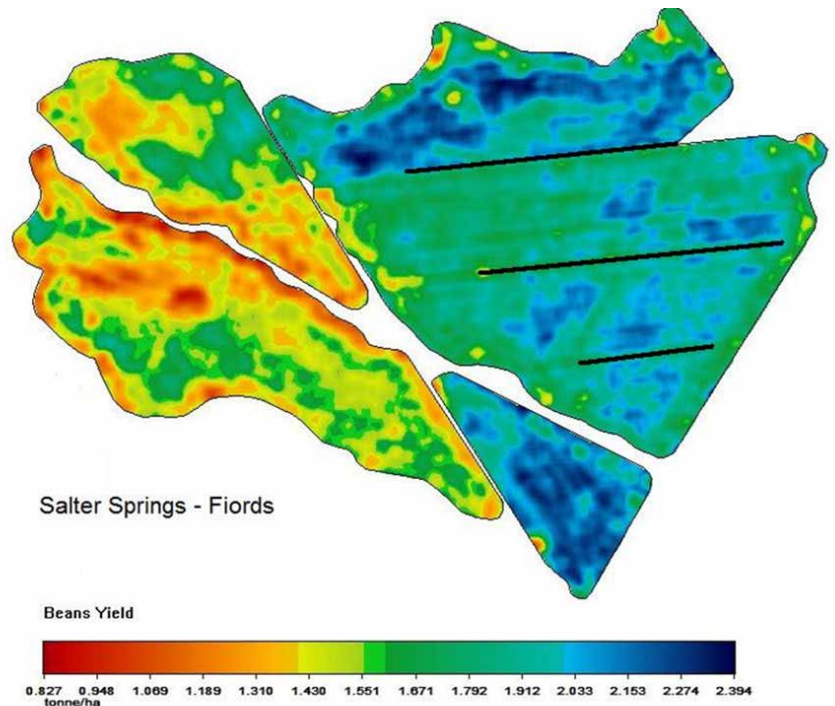 Salter Springs - Fiords
Beans Yield
0.827 0.948 1.069 1.189 1.310 1.430 1.551 1.671 1.792 1.912 2.033 2.153 2.274 2.394
tonne/ha